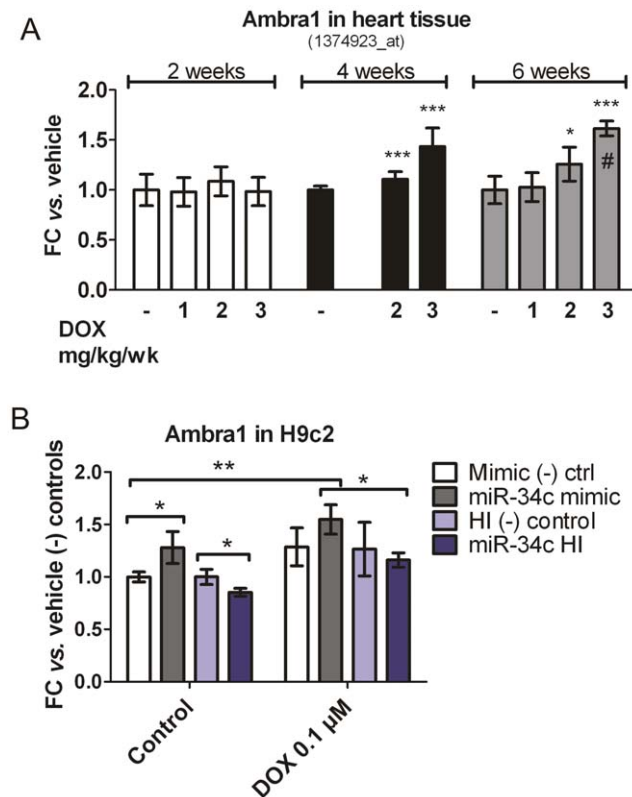 A
Ambra1 in heart tissue
(1374923_at)
2 weeks 4 weeks 6 weeks
FC vs. vehicle
2.0
1.5
1.0
0.5
0.0
*** *** * *** #
- 1 2 3 - 2 3 - 1 2 3
DOX
mg/kg/wk
B
Ambra1 in H9c2
FC vs. vehicle (-) controls
2.0
1.5
1.0
0.5
0.0
* * ** *
Control
DOX 0.1 µM
Mimic (-) ctrl
miR-34c mimic
HI (-) control
miR-34c HI